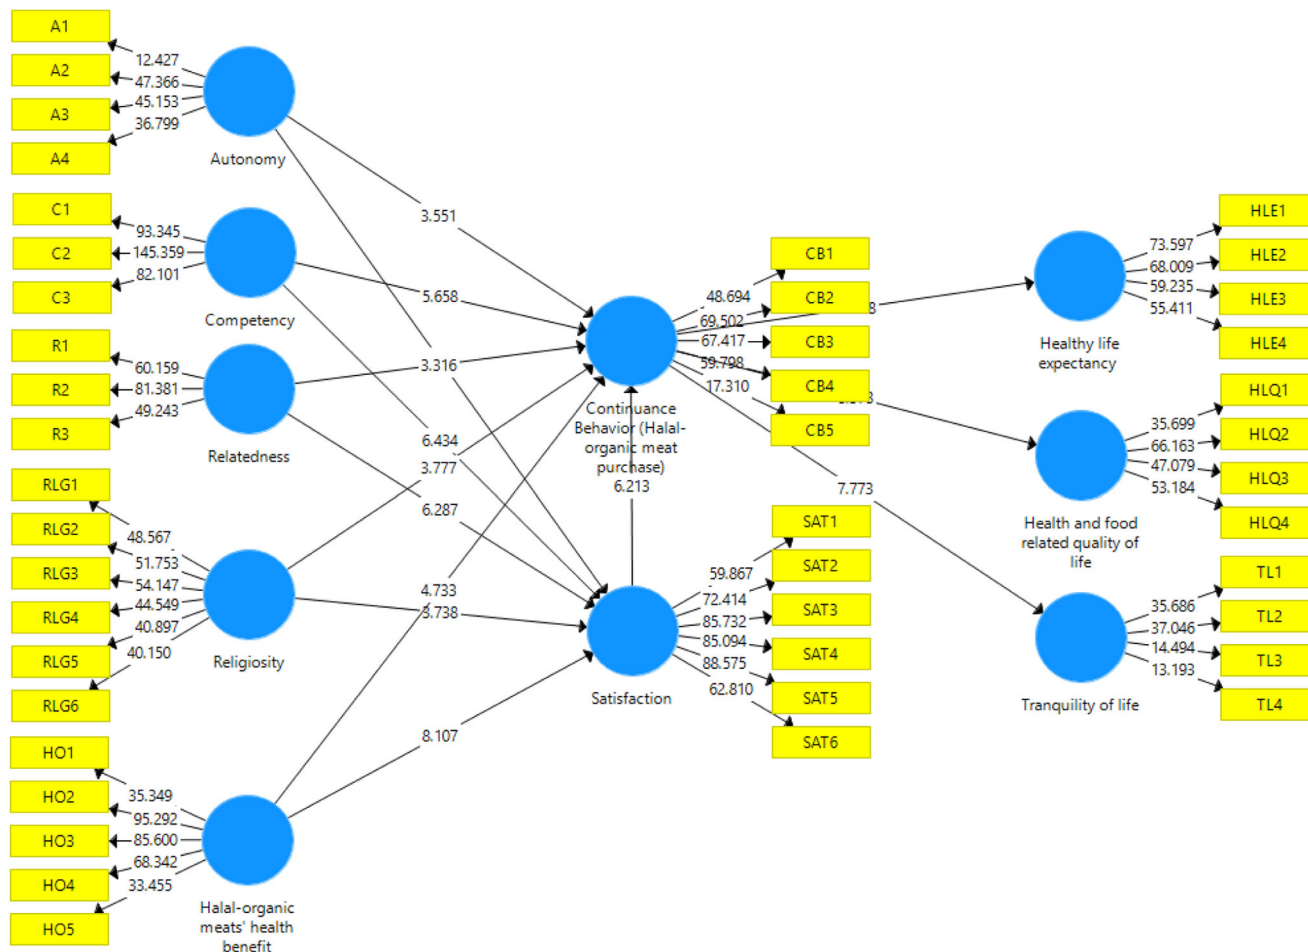 A1
A2
A3
A4
12.427
47.366
45.153
36.799
Autonomy
C1
C2
C3
93.345
145.359
82.101
Competency
R1
R2
R3
60.159
81.381
49.243
Relatedness
RLG1
RLG2
RLG3
RLG4
RLG5
RLG6
48.567
51.753
54.147
44.549
40.897
40.150
Religiosity
HO1
HO2
HO3
HO4
HO5
35.349
95.292
85.600
68.342
33.455
Halal-organic
meats' health
benefit
3.551
5.658
3.316
6.434
3.777
6.287
4.733
8.107
CB1
CB2
CB3
CB4
CB5
48.694
69.502
67.417
59.798
17.310
Continuance
Behavior (Halal-
organic meat
purchase)
6.213
SAT1
SAT2
SAT3
SAT4
SAT5
SAT6
59.867
72.414
85.732
85.094
88.575
62.810
Satisfaction
7.773
HLE1
HLE2
HLE3
HLE4
73.597
68.009
59.235
55.411
Healthy life
expectancy
HLQ1
HLQ2
HLQ3
HLQ4
35.699
66.163
47.079
53.184
Health and food
related quality of
life
TL1
TL2
TL3
TL4
35.686
37.046
14.494
13.193
Tranquility of life